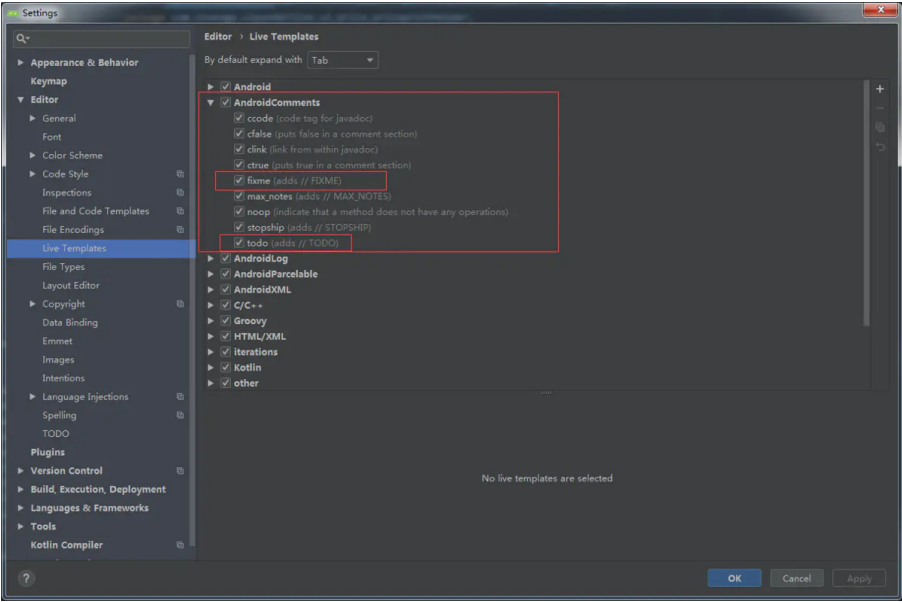 Settings
Editor › Live Templates
By default expand with Tab
Appearance & Behavior
Keymap
Editor
General
Font
Color Scheme
Code Style
Inspections
File and Code Templates
File Encodings
Live Templates
File Types
Layout Editor
Copyright
Data Binding
Emmet
Images
Intentions
Language Injections
Spelling
TODO
Plugins
Version Control
Build, Execution, Deployment
Languages & Frameworks
Tools
Kotlin Compiler
Android
AndroidComments
ccode (code tag for javadoc)
cfalse (puts false in a comment section)
clink (link from within javadoc)
ctrue (puts true in a comment section)
fixme (adds // FIXME)
max_notes (adds // MAX_NOTES)
noop (indicate that a method does not have any operations)
stopship (adds // STOPSHIP)
todo (adds // TODO)
AndroidLog
AndroidParcelable
AndroidXML
C/C++
Groovy
HTML/XML
iterations
Kotlin
other
No live templates are selected
?
OK
Cancel
Apply